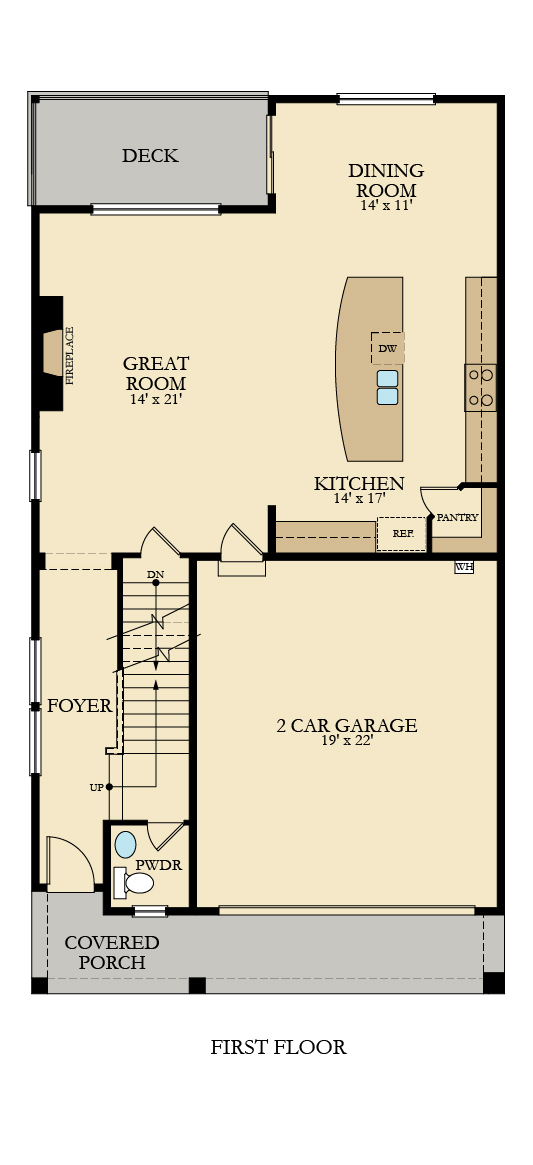 DECK
DINING
ROOM
14' x 11'
FIREPLACE
DW
GREAT
ROOM
14' x 21'
KITCHEN
14' x 17'
PANTRY
REF.
WH
DN
FOYER
2 CAR GARAGE
19' x 22'
UP
PWDR
COVERED
PORCH
FIRST FLOOR